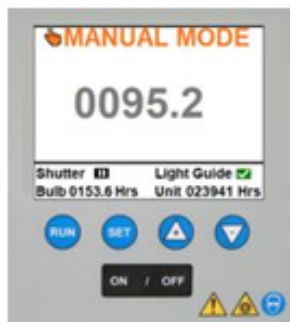 MANUAL MODE
0095.2
Shutter
Light Guide
Bulb 0153.6 Hrs
Unit 023941 Hrs
RUN SET
ON / OFF